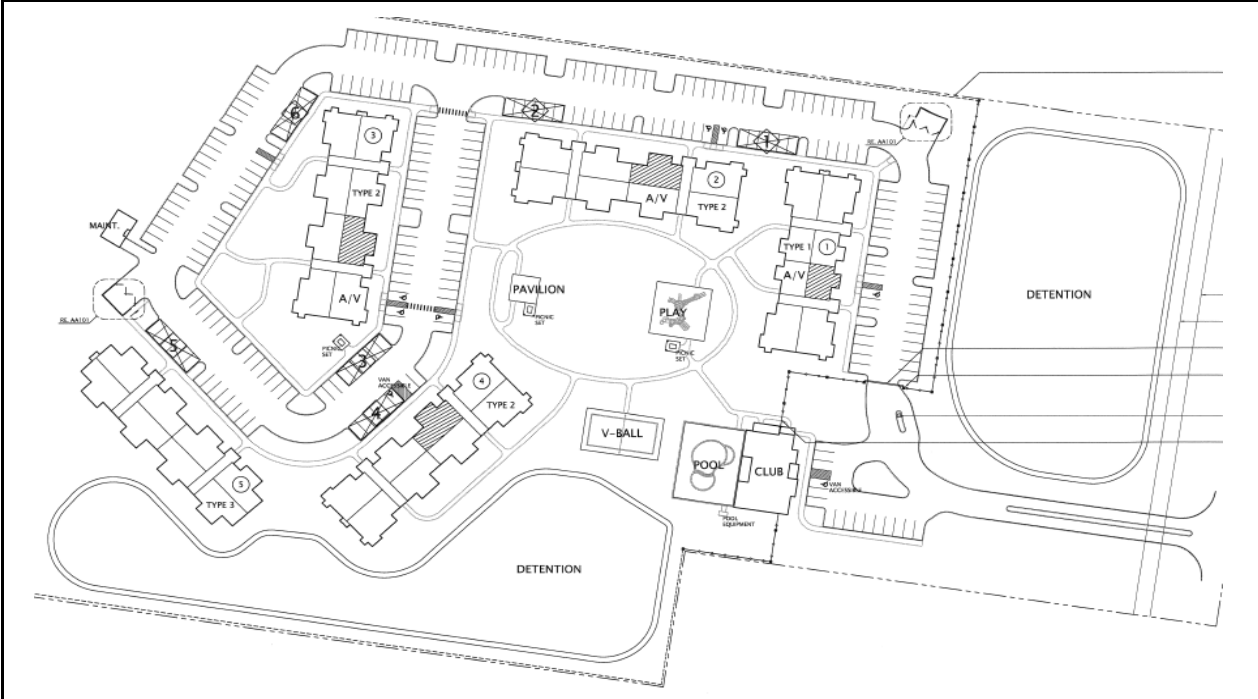 2
6
1
RE. AA101
3
2
TYPE 2
A/V
TYPE 2
MAINT.
TYPE 1
1
A/V
A/V
PAVILION
DETENTION
PICNIC
SET
PLAY
RE. AA101
5
PICNIC
SET
3
PICNIC
SET
VAN
ACCESSIBLE
4
4
TYPE 2
V-BALL
POOL
CLUB
5
TYPE 3
VAN
ACCESSIBLE
POOL
EQUIPMENT
DETENTION